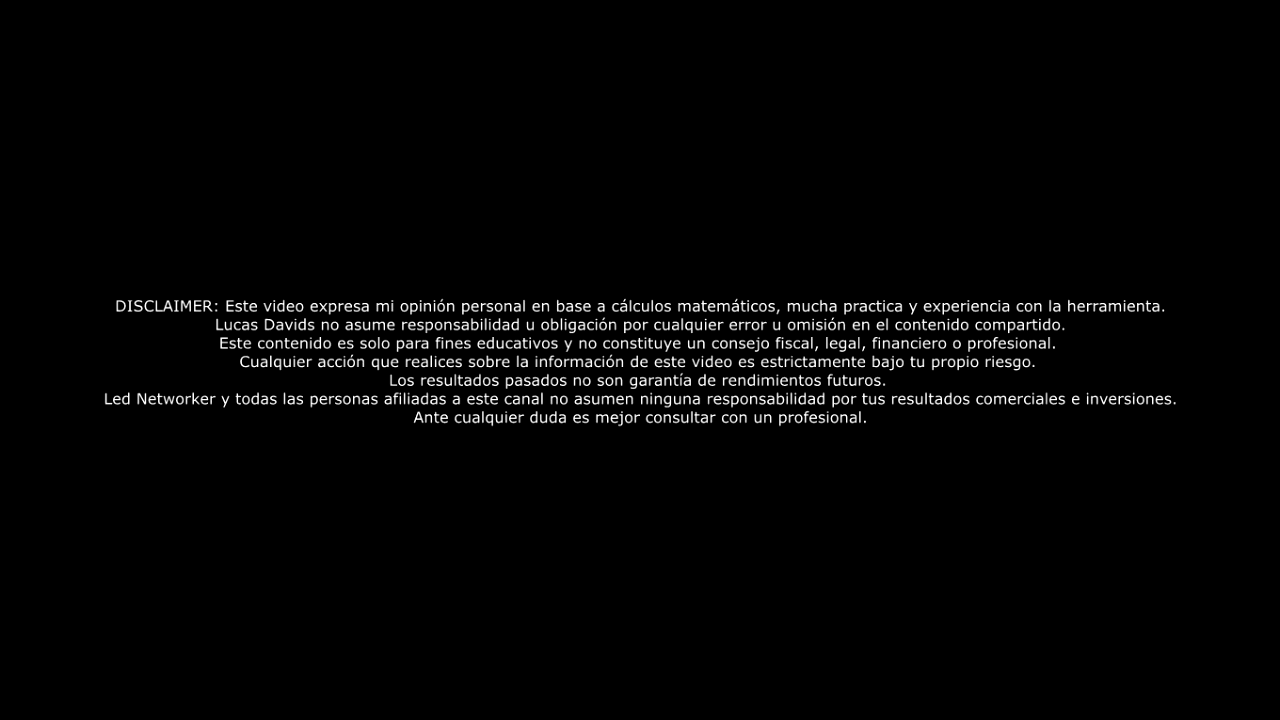 DISCLAIMER: Este video expresa mi opinión personal en base a cálculos matemáticos, mucha practica y experiencia con la herramienta.
Lucas Davids no asume responsabilidad u obligación por cualquier error u omisión en el contenido compartido.
Este contenido es solo para fines educativos y no constituye un consejo fiscal, legal, financiero o profesional.
Cualquier acción que realices sobre la información de este video es estrictamente bajo tu propio riesgo.
Los resultados pasados no son garantía de rendimientos futuros.
Led Networker y todas las personas afiliadas a este canal no asumen ninguna responsabilidad por tus resultados comerciales e inversiones.
Ante cualquier duda es mejor consultar con un profesional.